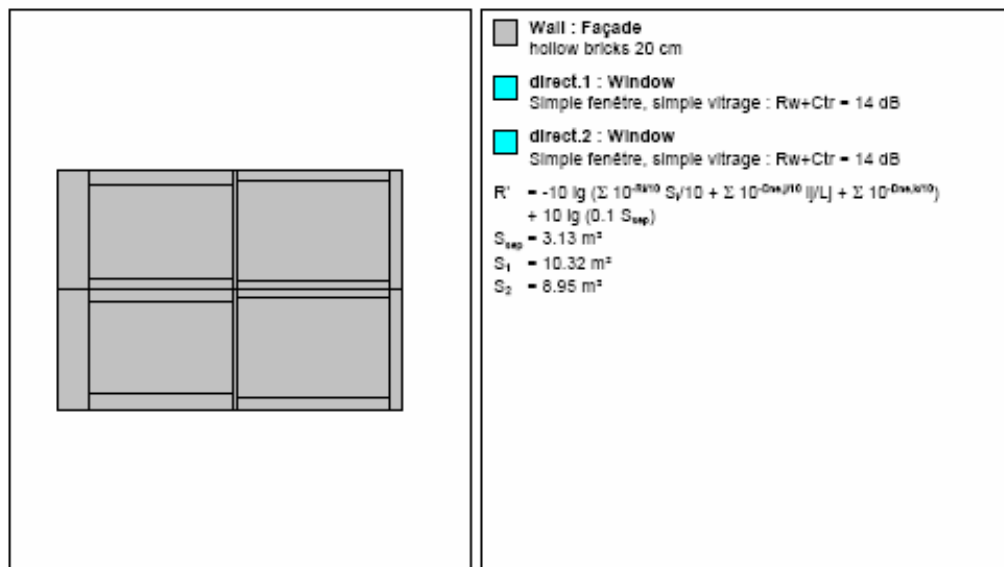 Wall : Façade
hollow bricks 20 cm
direct.1 : Window
Simple fenêtre, simple vitrage : Rw+Ctr = 14 dB
direct.2 : Window
Simple fenêtre, simple vitrage : Rw+Ctr = 14 dB
R' = -10 lg (Σ 10^-Ri/10 Si/10 + Σ 10^-Dne,j/10 lj/Lj + Σ 10^-Dne,k/10)
+ 10 lg (0.1 Ssep)
Ssep = 3.13 m²
S1 = 10.32 m²
S2 = 8.95 m²